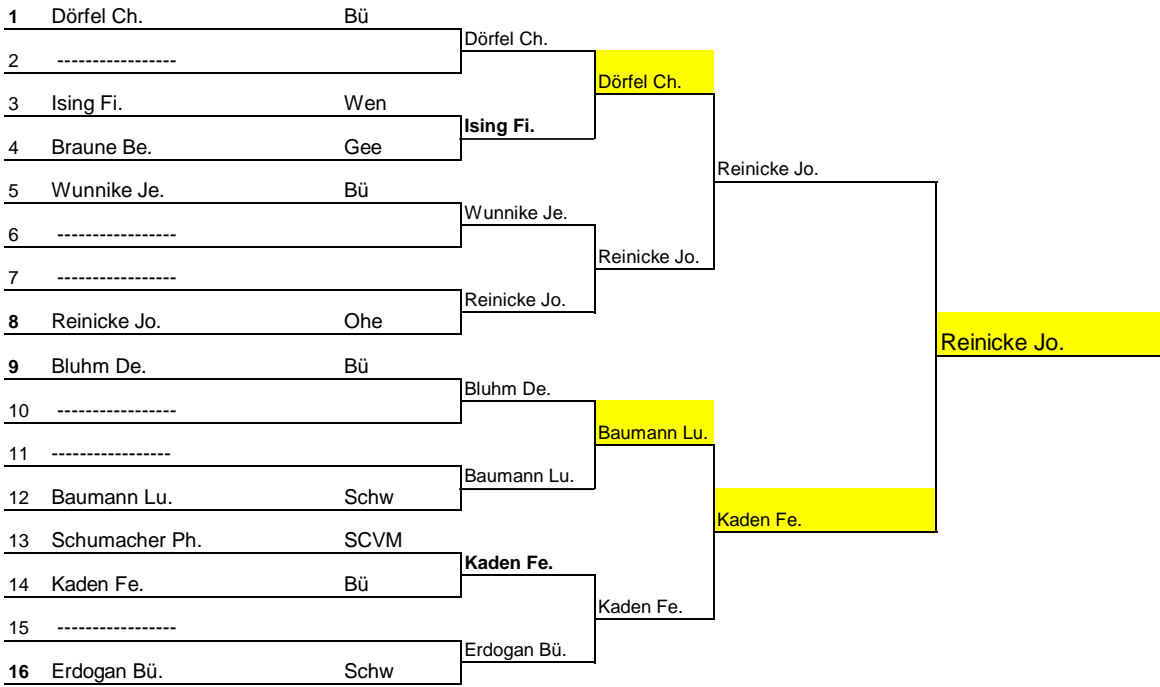 1 Dörfel Ch. Bü
Dörfel Ch.
2 -----------------
Dörfel Ch.
3 Ising Fi. Wen
Ising Fi.
4 Braune Be. Gee
Reinicke Jo.
5 Wunnike Je. Bü
Wunnike Je.
6 -----------------
Reinicke Jo.
7 -----------------
Reinicke Jo.
8 Reinicke Jo. Ohe
Reinicke Jo.
9 Bluhm De. Bü
Bluhm De.
10 -----------------
Baumann Lu.
11 -----------------
Baumann Lu.
12 Baumann Lu. Schw
Kaden Fe.
13 Schumacher Ph. SCVM
Kaden Fe.
14 Kaden Fe. Bü
Kaden Fe.
15 -----------------
Erdogan Bü.
16 Erdogan Bü. Schw